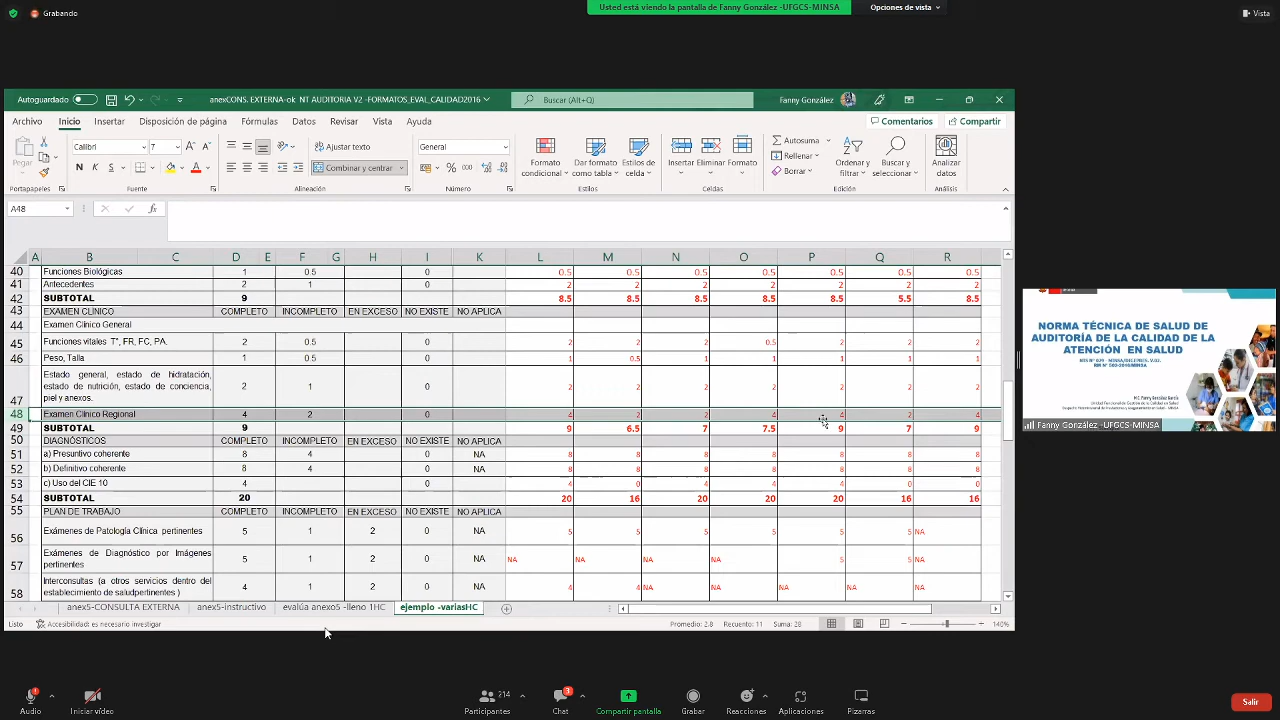 Grabando
Usted está viendo la pantalla de Fanny González -UFGCS-MINSA
Opciones de vista
Vista
Autoguardado
anexCONS. EXTERNA-ok NT AUDITORIA V2 -FORMATOS_EVAL_CALIDAD2016
Buscar (Alt+Q)
Fanny González
Archivo Inicio Insertar Disposición de página Fórmulas Datos Revisar Vista Ayuda
Comentarios Compartir
Pegar
Calibri 7
N K S
Ajustar texto
Combinar y centrar
General
Formato condicional
Dar formato como tabla
Estilos de celda
Insertar Eliminar Formato
Autosuma
Rellenar
Borrar
Ordenar y filtrar
Buscar y seleccionar
Analizar datos
Portapapeles Fuente Alineación Número Estilos Celdas Edición Análisis
A48
A B C D E F G H I K L M N O P Q R
40 Funciones Biológicas 1 0.5 0 0.5 0.5 0.5 0.5 0.5 0.5 0.5
41 Antecedentes 2 1 0 2 2 2 2 2 2 2
42 SUBTOTAL 9 8.5 8.5 8.5 8.5 8.5 5.5 8.5
43 EXAMEN CLÍNICO COMPLETO INCOMPLETO EN EXCESO NO EXISTE NO APLICA
44 Examen Clínico General
45 Funciones vitales T°, FR, FC, PA. 2 0.5 0 2 2 2 0.5 2 2 2
46 Peso, Talla 1 0.5 0 1 0.5 1 1 1 1 1
Estado general, estado de hidratación,
estado de nutrición, estado de conciencia, 2 1 0 2 2 2 2 2 2 2
47 piel y anexos.
48 Examen Clínico Regional 4 2 0 4 2 2 4 4 2 4
49 SUBTOTAL 9 6.5 7 7.5 9 7 9
50 DIAGNÓSTICOS COMPLETO INCOMPLETO EN EXCESO NO EXISTE NO APLICA
51 a) Presuntivo coherente 8 4 0 NA 8 8 8 8 8 8 8
52 b) Definitivo coherente 8 4 0 NA 8 8 8 8 8 8 8
53 c) Uso del CIE 10 4 0 4 0 4 4 4 0 0
54 SUBTOTAL 20 20 16 20 20 20 16 16
55 PLAN DE TRABAJO COMPLETO INCOMPLETO EN EXCESO NO EXISTE NO APLICA
56 Exámenes de Patología Clínica pertinentes 5 1 2 0 NA 5 5 5 5 5 5 NA
Exámenes de Diagnóstico por Imágenes
57 pertinentes 5 1 2 0 NA NA NA NA NA 5 5 NA
Interconsultas (a otros servicios dentro del
58 establecimiento de saludpertinentes ) 4 1 2 0 NA 4 4 NA NA NA NA NA
anex5-CONSULTA EXTERNA anex5-instructivo evalua anexo5 -lleno 1HC ejemplo -variasHC
Listo
Accesibilidad: es necesario investigar
Promedio: 2.8 Recuento: 11 Suma: 28
140%
NORMA TÉCNICA DE SALUD DE
AUDITORÍA DE LA CALIDAD DE LA
ATENCIÓN EN SALUD
M.C. Fanny González García
Fanny González -UFGCS-MINSA
Audio
Iniciar video
Participantes 214
Chat 3
Compartir pantalla
Grabar
Reacciones
Aplicaciones
Pizarras
Salir